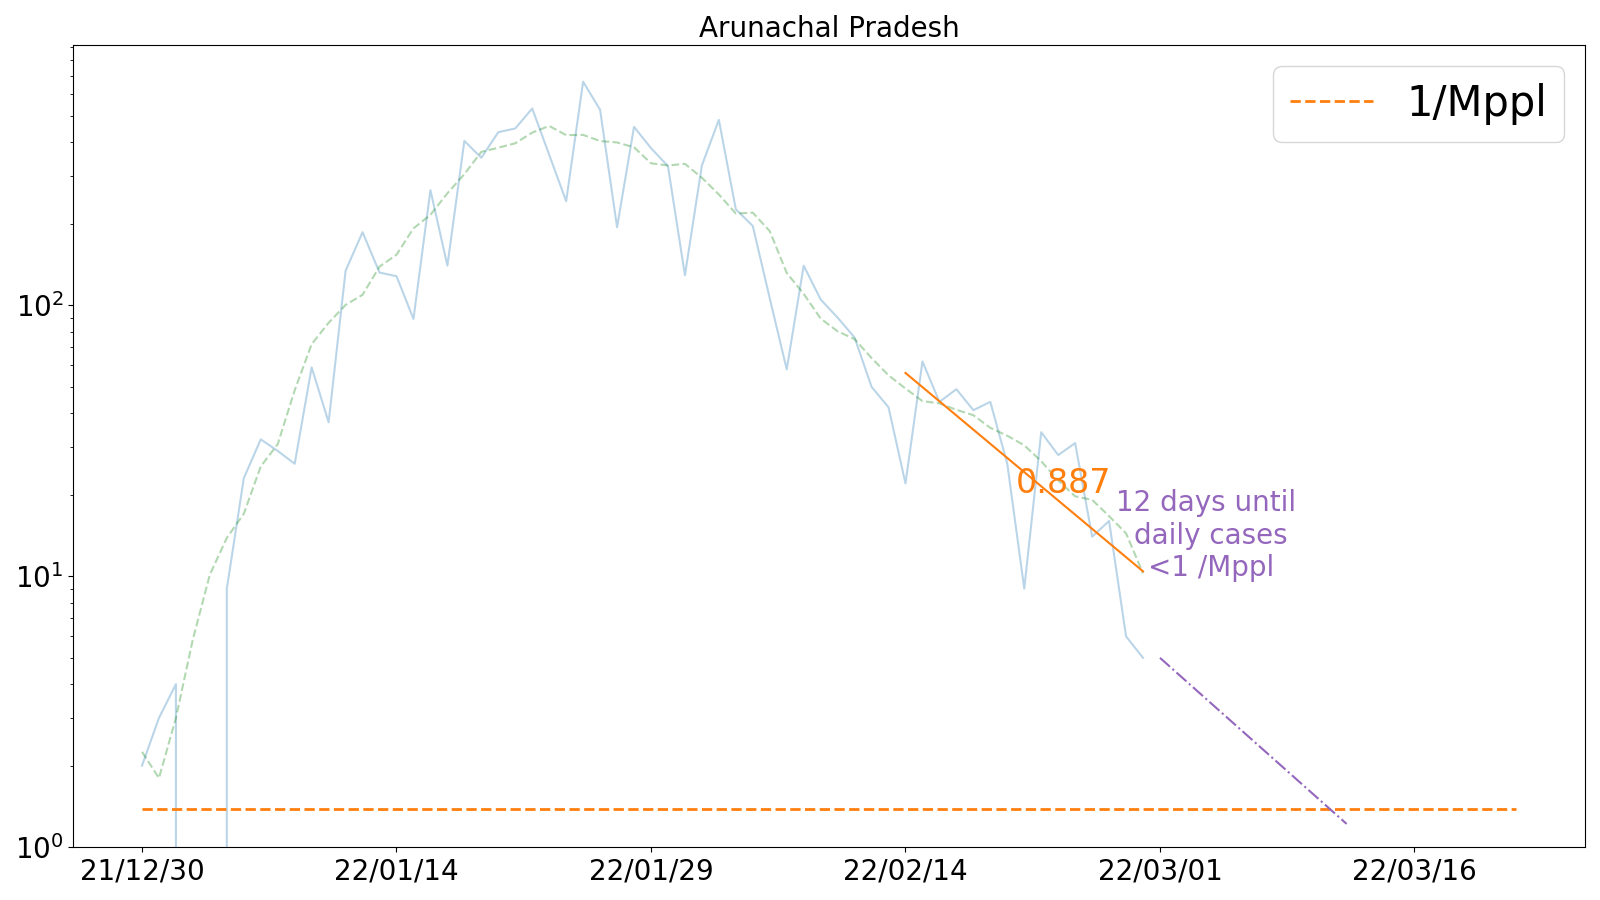 Arunachal Pradesh
1/Mppl
10²
0.887
12 days until
daily cases
<1 /Mppl
10¹
10⁰
21/12/30 22/01/14 22/01/29 22/02/14 22/03/01 22/03/16